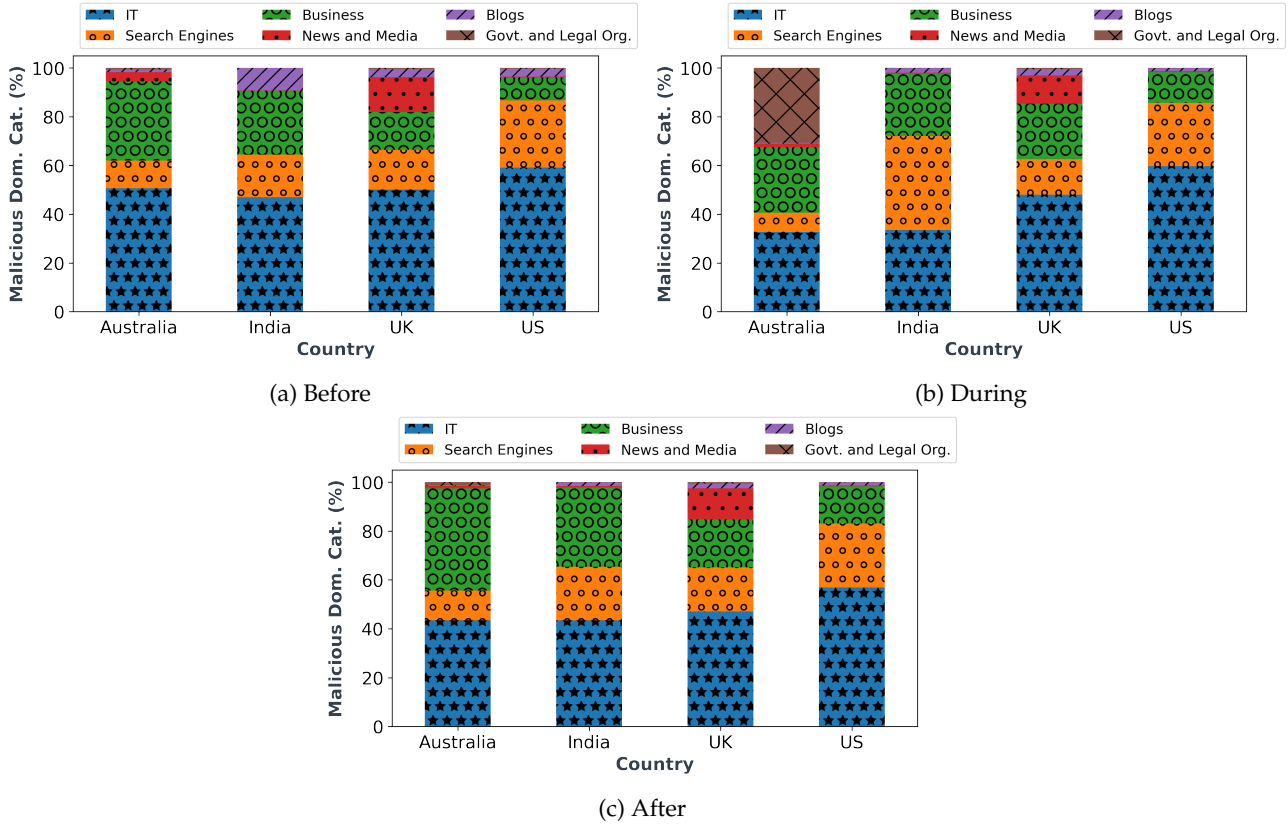 IT Business Blogs
Search Engines News and Media Govt. and Legal Org.
Malicious Dom. Cat. (%)
100
80
60
40
20
0
Australia India UK US
Country
(a) Before
IT Business Blogs
Search Engines News and Media Govt. and Legal Org.
Malicious Dom. Cat. (%)
100
80
60
40
20
0
Australia India UK US
Country
(b) During
IT Business Blogs
Search Engines News and Media Govt. and Legal Org.
Malicious Dom. Cat. (%)
100
80
60
40
20
0
Australia India UK US
Country
(c) After